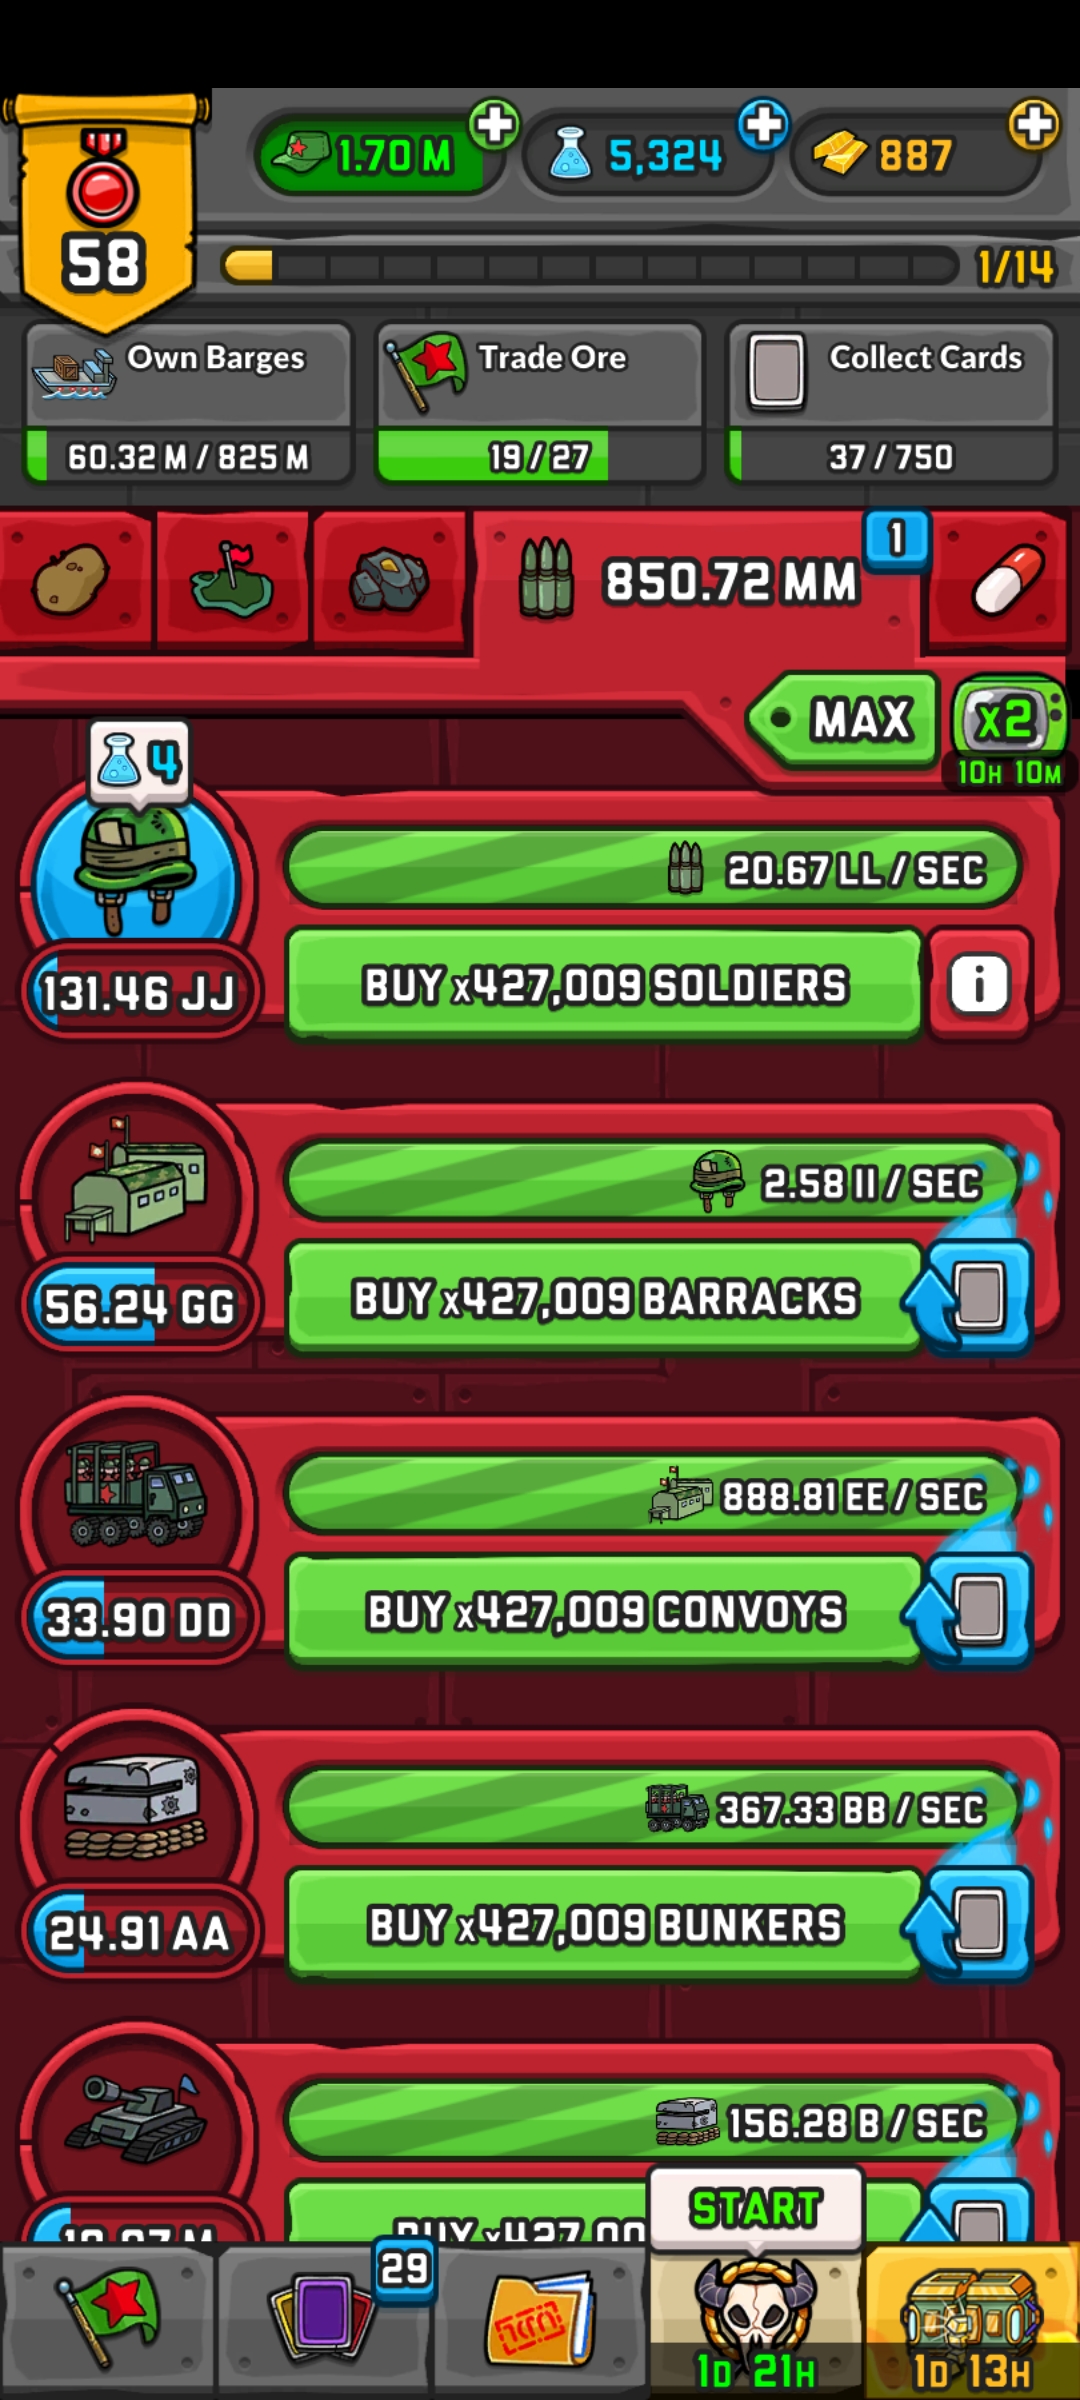 58
1.70 M
5,324
887
1/14
Own Barges
60.32 M / 825 M
Trade Ore
19 / 27
Collect Cards
37 / 750
850.72 MM
1
MAX
x2
10H 10M
4
20.67 LL / SEC
131.46 JJ
BUY x427,009 SOLDIERS
i
2.58 II / SEC
56.24 GG
BUY x427,009 BARRACKS
888.81 EE / SEC
33.90 DD
BUY x427,009 CONVOYS
367.33 BB / SEC
24.91 AA
BUY x427,009 BUNKERS
156.28 B / SEC
BUY x427,00
START
29
1D 21H
1D 13H